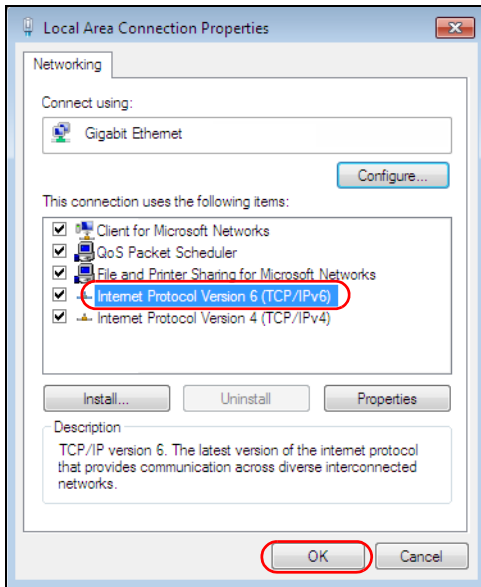 Local Area Connection Properties
Networking
Connect using:
Gigabit Ethernet
Configure...
This connection uses the following items:
Client for Microsoft Networks
QoS Packet Scheduler
File and Printer Sharing for Microsoft Networks
Internet Protocol Version 6 (TCP/IPv6)
Internet Protocol Version 4 (TCP/IPv4)
Install... Uninstall Properties
Description
TCP/IP version 6. The latest version of the internet protocol
that provides communication across diverse interconnected
networks.
OK Cancel